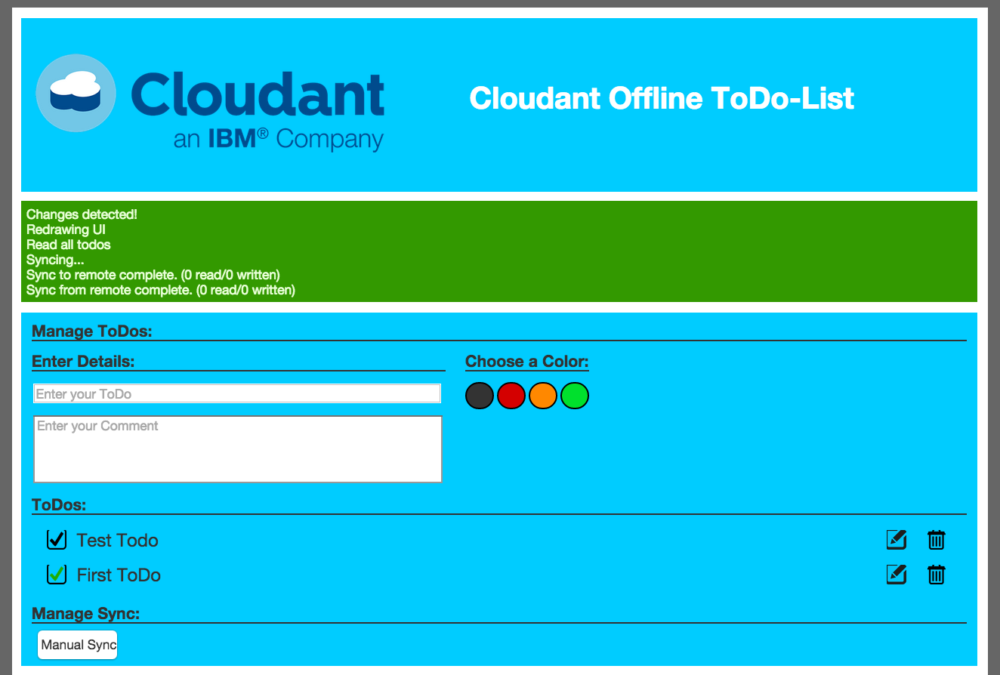 Cloudant
an IBM® Company
Cloudant Offline ToDo-List
Changes detected!
Redrawing UI
Read all todos
Syncing...
Sync to remote complete. (0 read/0 written)
Sync from remote complete. (0 read/0 written)
Manage ToDos:
Enter Details:
Choose a Color:
Enter your ToDo
Enter your Comment
ToDos:
Test Todo
First ToDo
Manage Sync:
Manual Sync